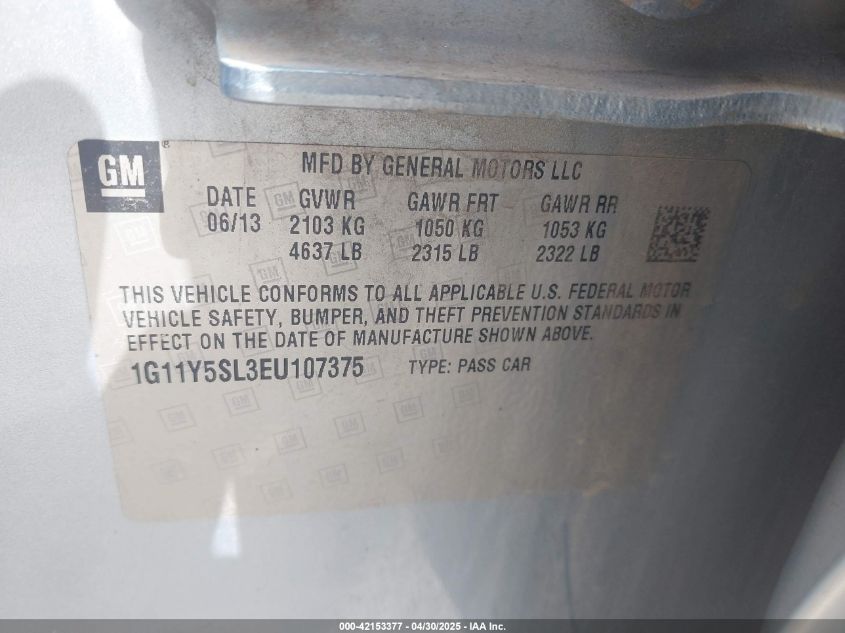 GM ®
MFD BY GENERAL MOTORS LLC
DATE GVWR GAWR FRT GAWR RR
06/13 2103 KG 1050 KG 1053 KG
4637 LB 2315 LB 2322 LB
THIS VEHICLE CONFORMS TO ALL APPLICABLE U.S. FEDERAL MOTOR
VEHICLE SAFETY, BUMPER, AND THEFT PREVENTION STANDARDS IN
EFFECT ON THE DATE OF MANUFACTURE SHOWN ABOVE.
1G11Y5SL3EU107375 TYPE: PASS CAR
000-42153377 - 04/30/2025 - IAA Inc.